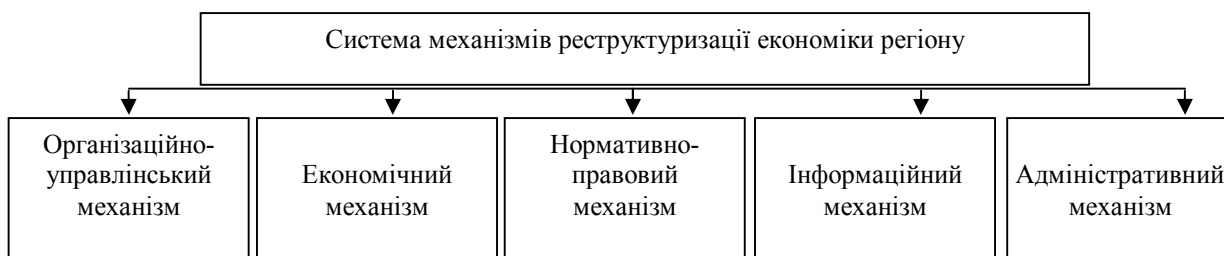 Система механізмів реструктуризації економіки регіону
Організаційно-
управлінський
механізм
Економічний
механізм
Нормативно-
правовий
механізм
Інформаційний
механізм
Адміністративний
механізм